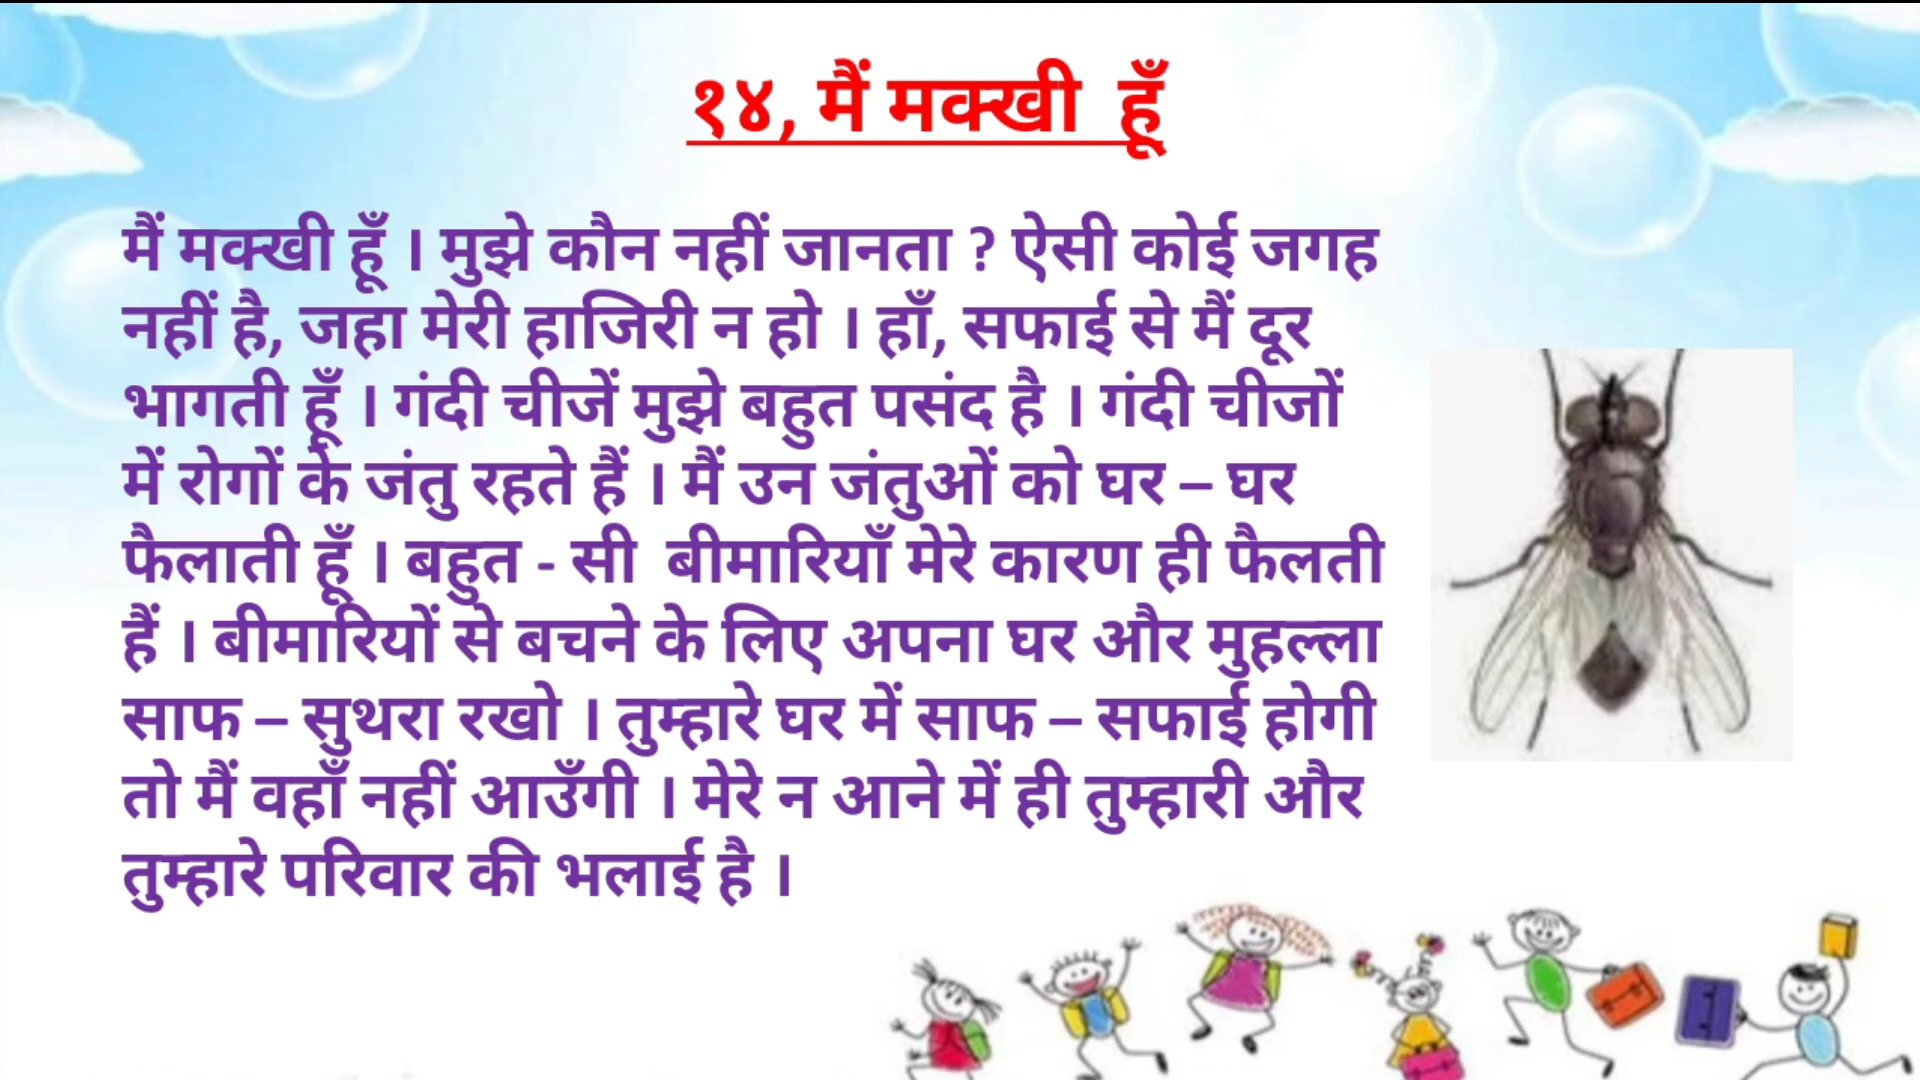 १४, मैं मक्खी हूँ
मैं मक्खी हूँ । मुझे कौन नहीं जानता ? ऐसी कोई जगह
नहीं है, जहा मेरी हाजिरी न हो । हाँ, सफाई से मैं दूर
भागती हूँ । गंदी चीजें मुझे बहुत पसंद है । गंदी चीजों
में रोगों के जंतु रहते हैं । मैं उन जंतुओं को घर – घर
फैलाती हूँ । बहुत - सी बीमारियाँ मेरे कारण ही फैलती
हैं । बीमारियों से बचने के लिए अपना घर और मुहल्ला
साफ – सुथरा रखो । तुम्हारे घर में साफ – सफाई होगी
तो मैं वहाँ नहीं आउँगी । मेरे न आने में ही तुम्हारी और
तुम्हारे परिवार की भलाई है ।